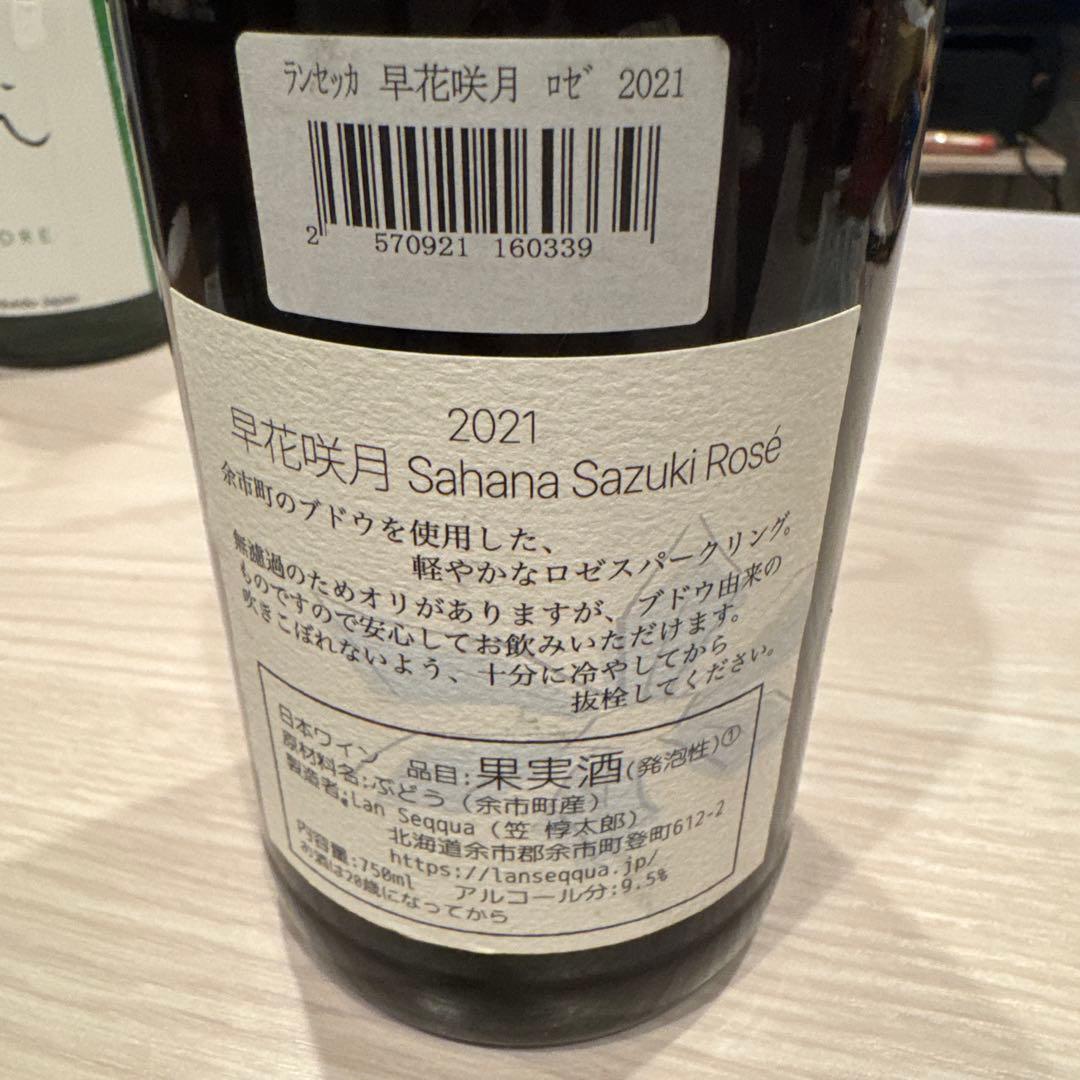 ﾗﾝｾｯｶ 早花咲月 ﾛｾﾞ 2021
2 570921 160339
2021
早花咲月 Sahana Sazuki Rosé
余市町のブドウを使用した、
軽やかなロゼスパークリング。
無濾過のためオリがありますが、ブドウ由来の
ものですので安心してお飲みいただけます。
吹きこぼれないよう、十分に冷やしてから
抜栓してください。
日本ワイン 品目:果実酒(発泡性)①
原材料名:ぶどう（余市町産）
製造者:Lan Seqqua（笠 惇太郎）
北海道余市郡余市町登町612-2
https://lanseqqua.jp/
内容量:750ml アルコール分:9.5%
お酒は20歳になってから
ん
ORE
Japan